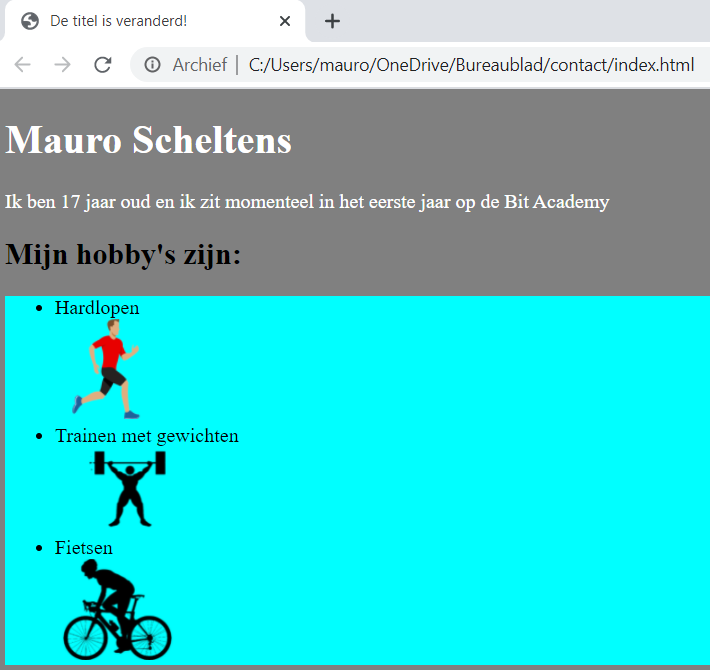 De titel is veranderd!
Archief | C:/Users/mauro/OneDrive/Bureaublad/contact/index.html
Mauro Scheltens
Ik ben 17 jaar oud en ik zit momenteel in het eerste jaar op de Bit Academy
Mijn hobby's zijn:
Hardlopen
Trainen met gewichten
Fietsen